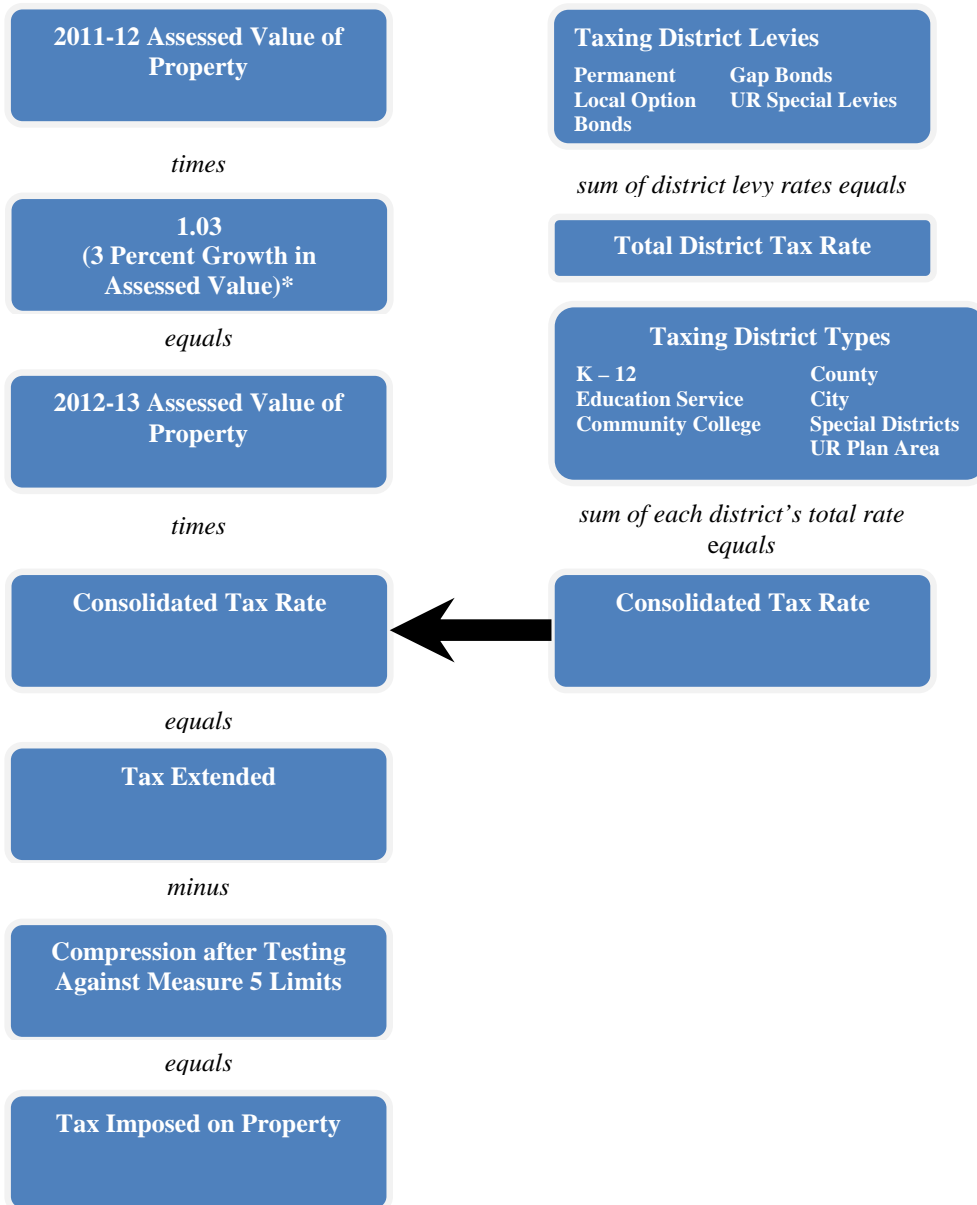 2011-12 Assessed Value of
Property
times
1.03
(3 Percent Growth in
Assessed Value)*
equals
2012-13 Assessed Value of
Property
times
Consolidated Tax Rate
equals
Tax Extended
minus
Compression after Testing
Against Measure 5 Limits
equals
Tax Imposed on Property
Taxing District Levies
Permanent Gap Bonds
Local Option UR Special Levies
Bonds
sum of district levy rates equals
Total District Tax Rate
Taxing District Types
K – 12 County
Education Service City
Community College Special Districts
UR Plan Area
sum of each district's total rate
equals
Consolidated Tax Rate